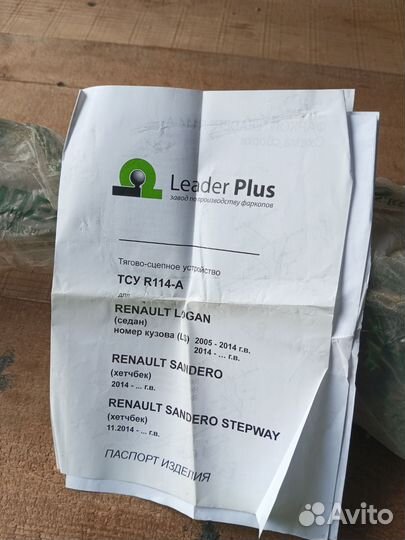 Leader Plus
завод по производству фаркопов
Тягово-сцепное устройство
ТСУ R114-A
для
RENAULT LOGAN
(седан)
номер кузова (LS) 2005 - 2014 г.в.
2014 - ... г.в.
RENAULT SANDERO
(хетчбек)
2014 - ... г.в.
RENAULT SANDERO STEPWAY
(хетчбек)
11.2014 - ... г.в.
ПАСПОРТ ИЗДЕЛИЯ
Avito